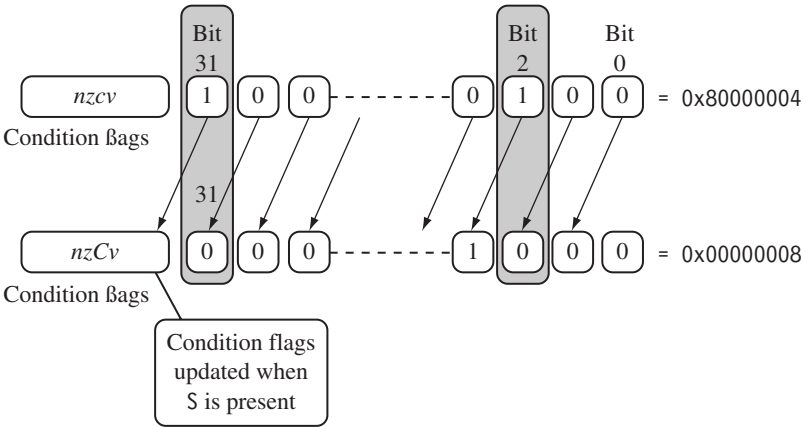 Bit Bit Bit
31 2 0
nzcv 1 0 0 0 1 0 0 = 0x80000004
Condition ßags
31
nzCv 0 0 0 1 0 0 0 = 0x00000008
Condition ßags
Condition flags
updated when
S is present